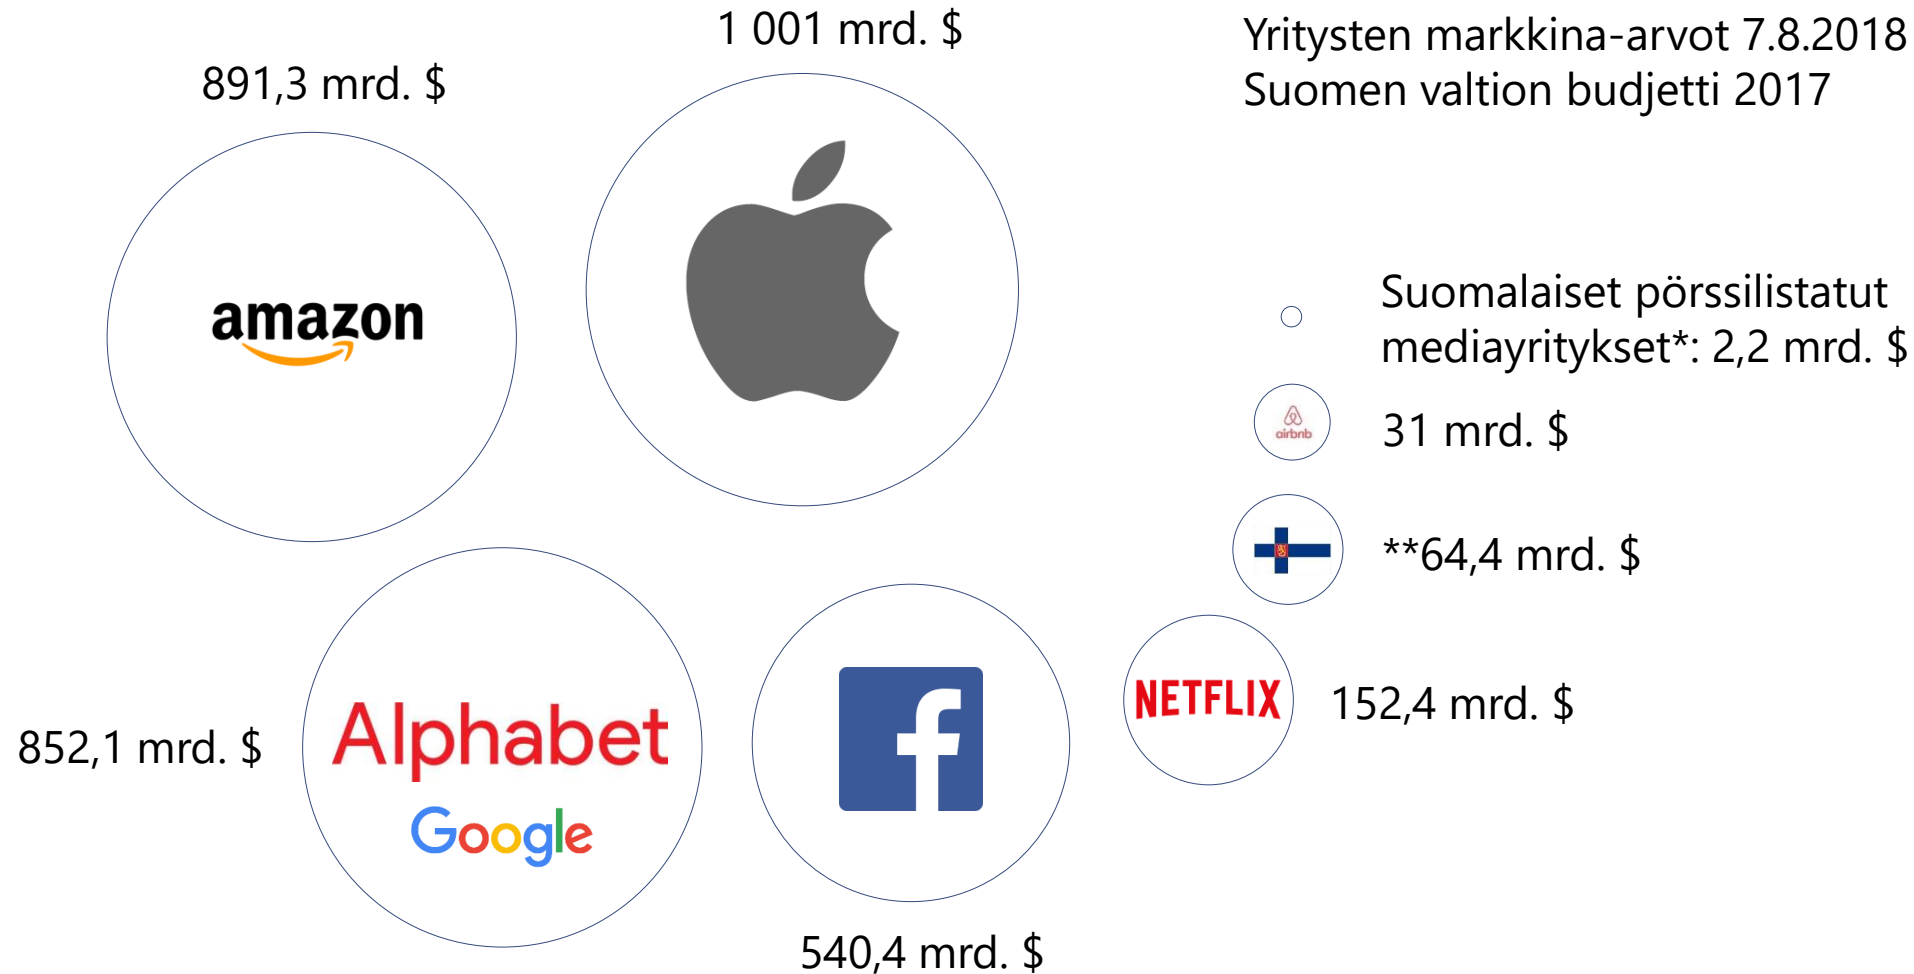 1 001 mrd. $
Yritysten markkina-arvot 7.8.2018
Suomen valtion budjetti 2017
891,3 mrd. $
amazon
Suomalaiset pörssilistatut
mediayritykset*: 2,2 mrd. $
airbnb
31 mrd. $
**64,4 mrd. $
NETFLIX
152,4 mrd. $
852,1 mrd. $
Alphabet
Google
f
540,4 mrd. $